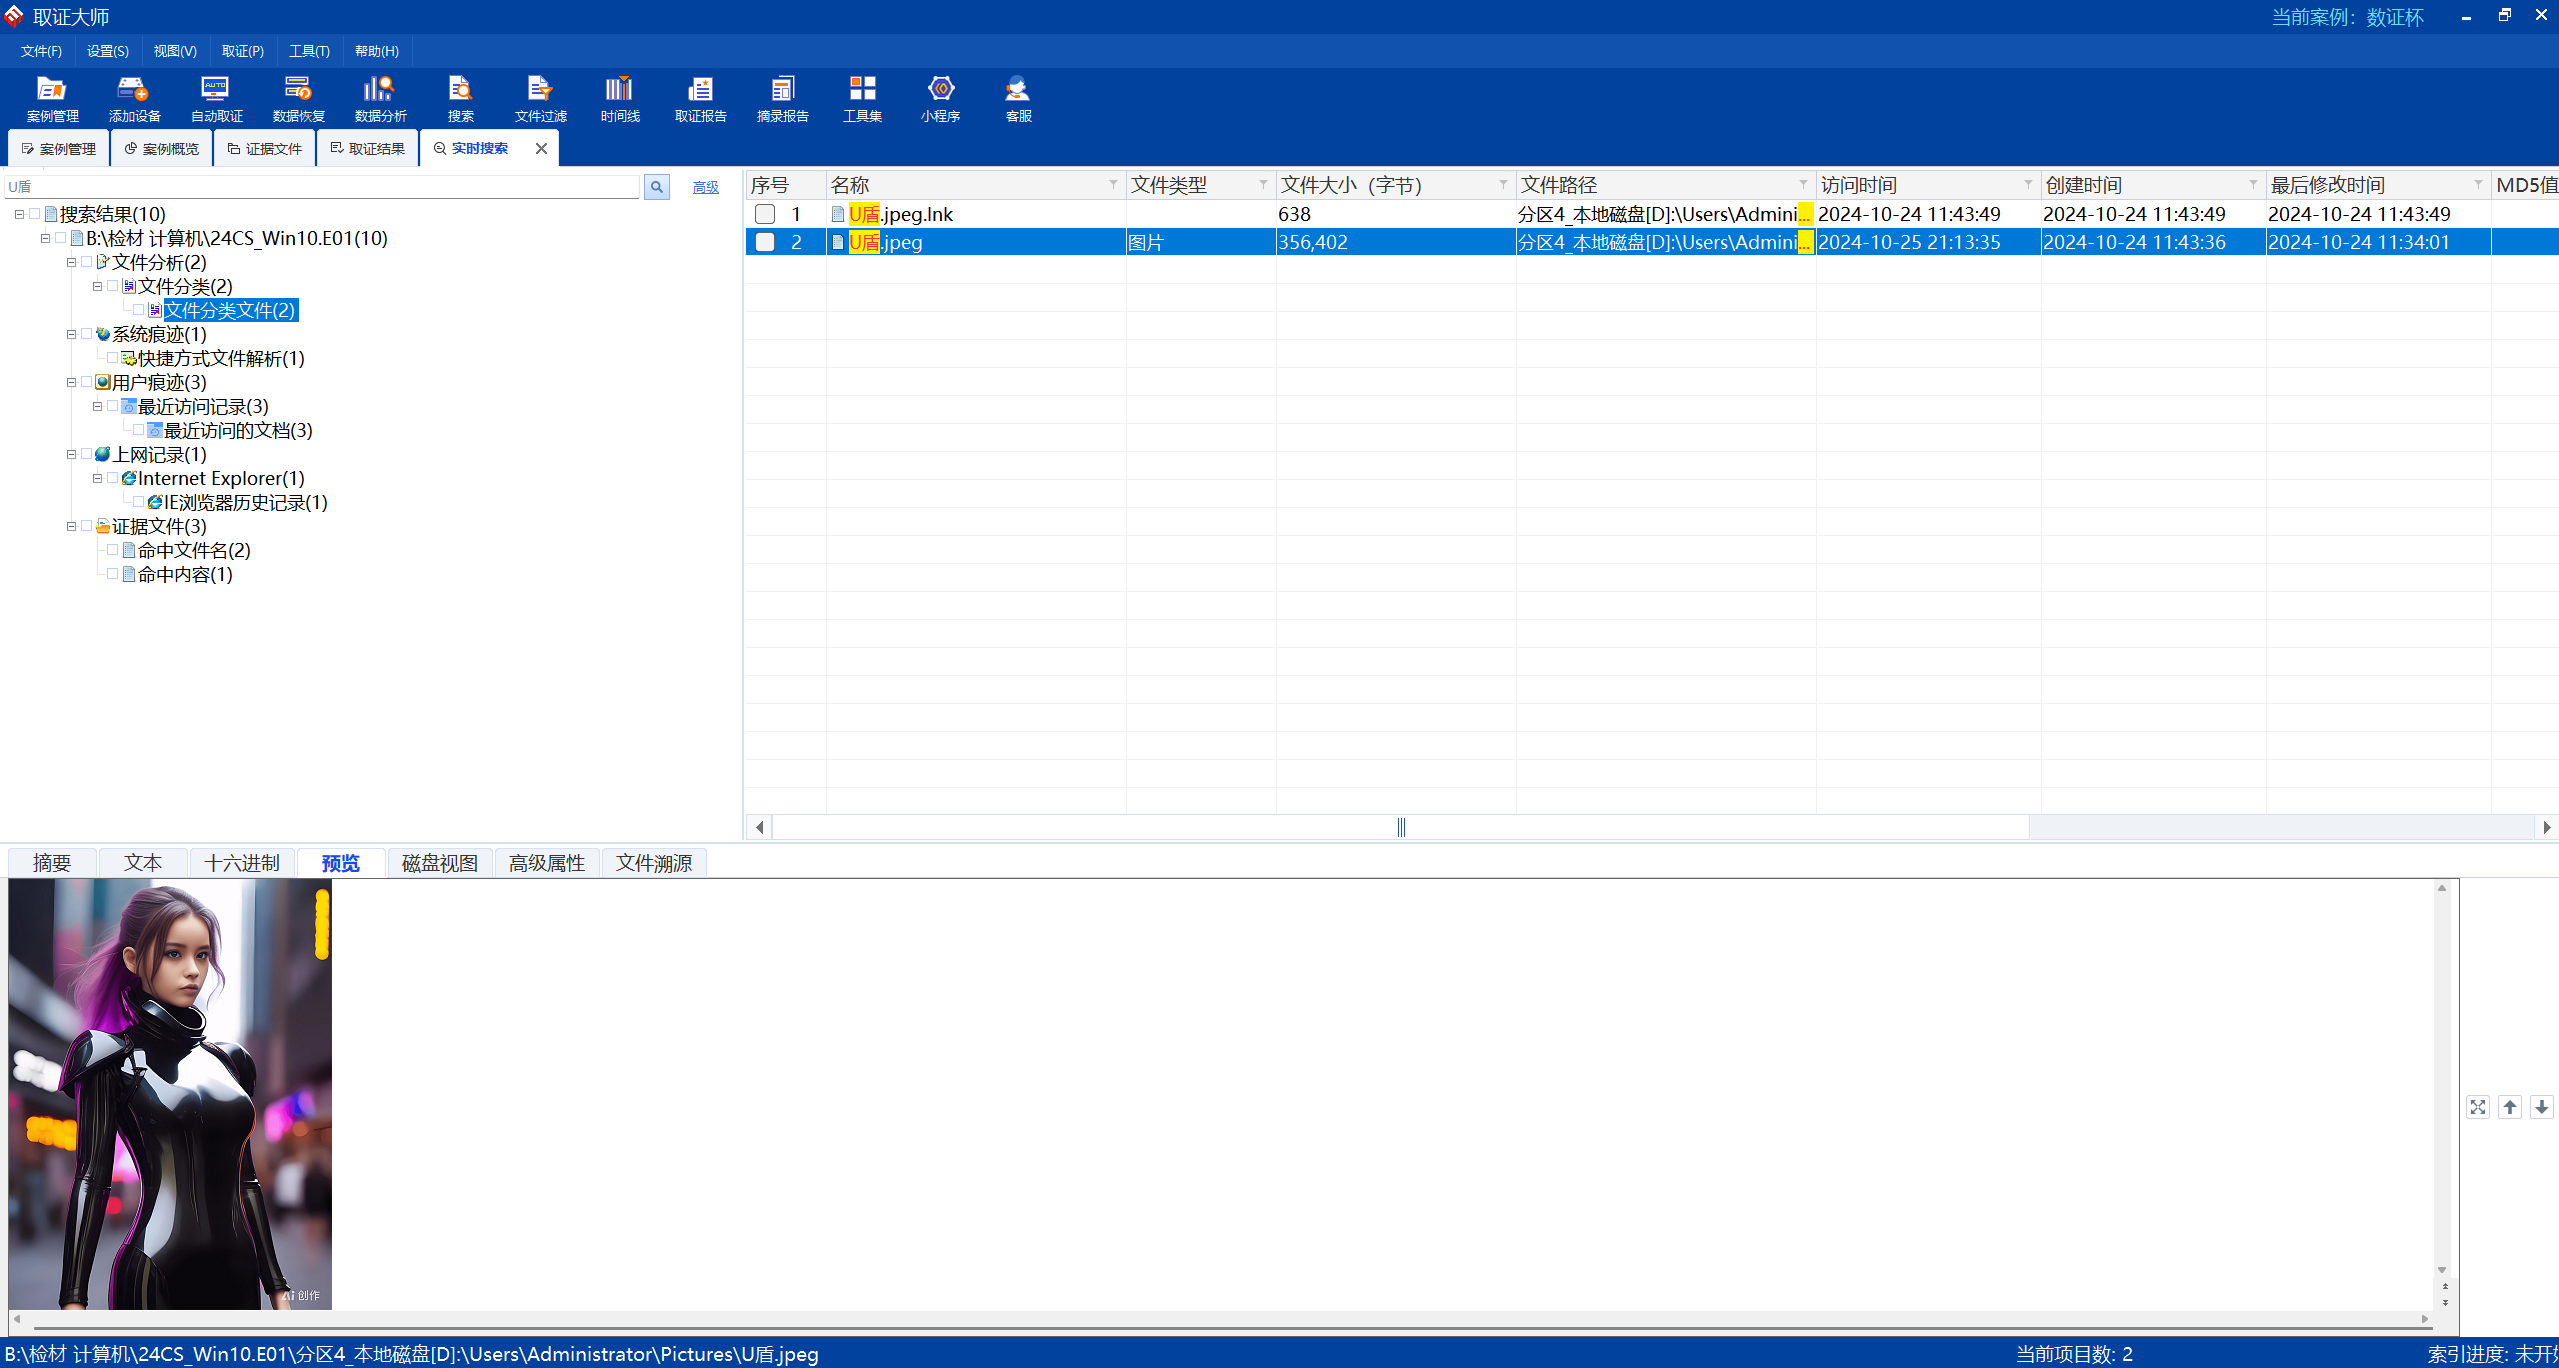 取证大师
当前案例：数证杯
文件(F)
设置(S)
视图(V)
取证(P)
工具(T)
帮助(H)
案例管理
添加设备
自动取证
数据恢复
数据分析
搜索
文件过滤
时间线
取证报告
摘录报告
工具集
小程序
客服
AUTO
案例管理
案例概览
证据文件
取证结果
实时搜索
U盾
高级
搜索结果(10)
B:\检材 计算机\24CS_Win10.E01(10)
文件分析(2)
文件分类(2)
文件分类文件(2)
系统痕迹(1)
快捷方式文件解析(1)
用户痕迹(3)
最近访问记录(3)
最近访问的文档(3)
上网记录(1)
Internet Explorer(1)
IE浏览器历史记录(1)
证据文件(3)
命中文件名(2)
命中内容(1)
序号 名称 文件类型 文件大小（字节） 文件路径 访问时间 创建时间 最后修改时间 MD5值
1 U盾.jpeg.lnk 638 分区4_本地磁盘[D]:\Users\Admini... 2024-10-24 11:43:49 2024-10-24 11:43:49 2024-10-24 11:43:49
2 U盾.jpeg 图片 356,402 分区4_本地磁盘[D]:\Users\Admini... 2024-10-25 21:13:35 2024-10-24 11:43:36 2024-10-24 11:34:01
摘要
文本
十六进制
预览
磁盘视图
高级属性
文件溯源
Ai 创作
B:\检材 计算机\24CS_Win10.E01\分区4_本地磁盘[D]:\Users\Administrator\Pictures\U盾.jpeg
当前项目数: 2
索引进度: 未开